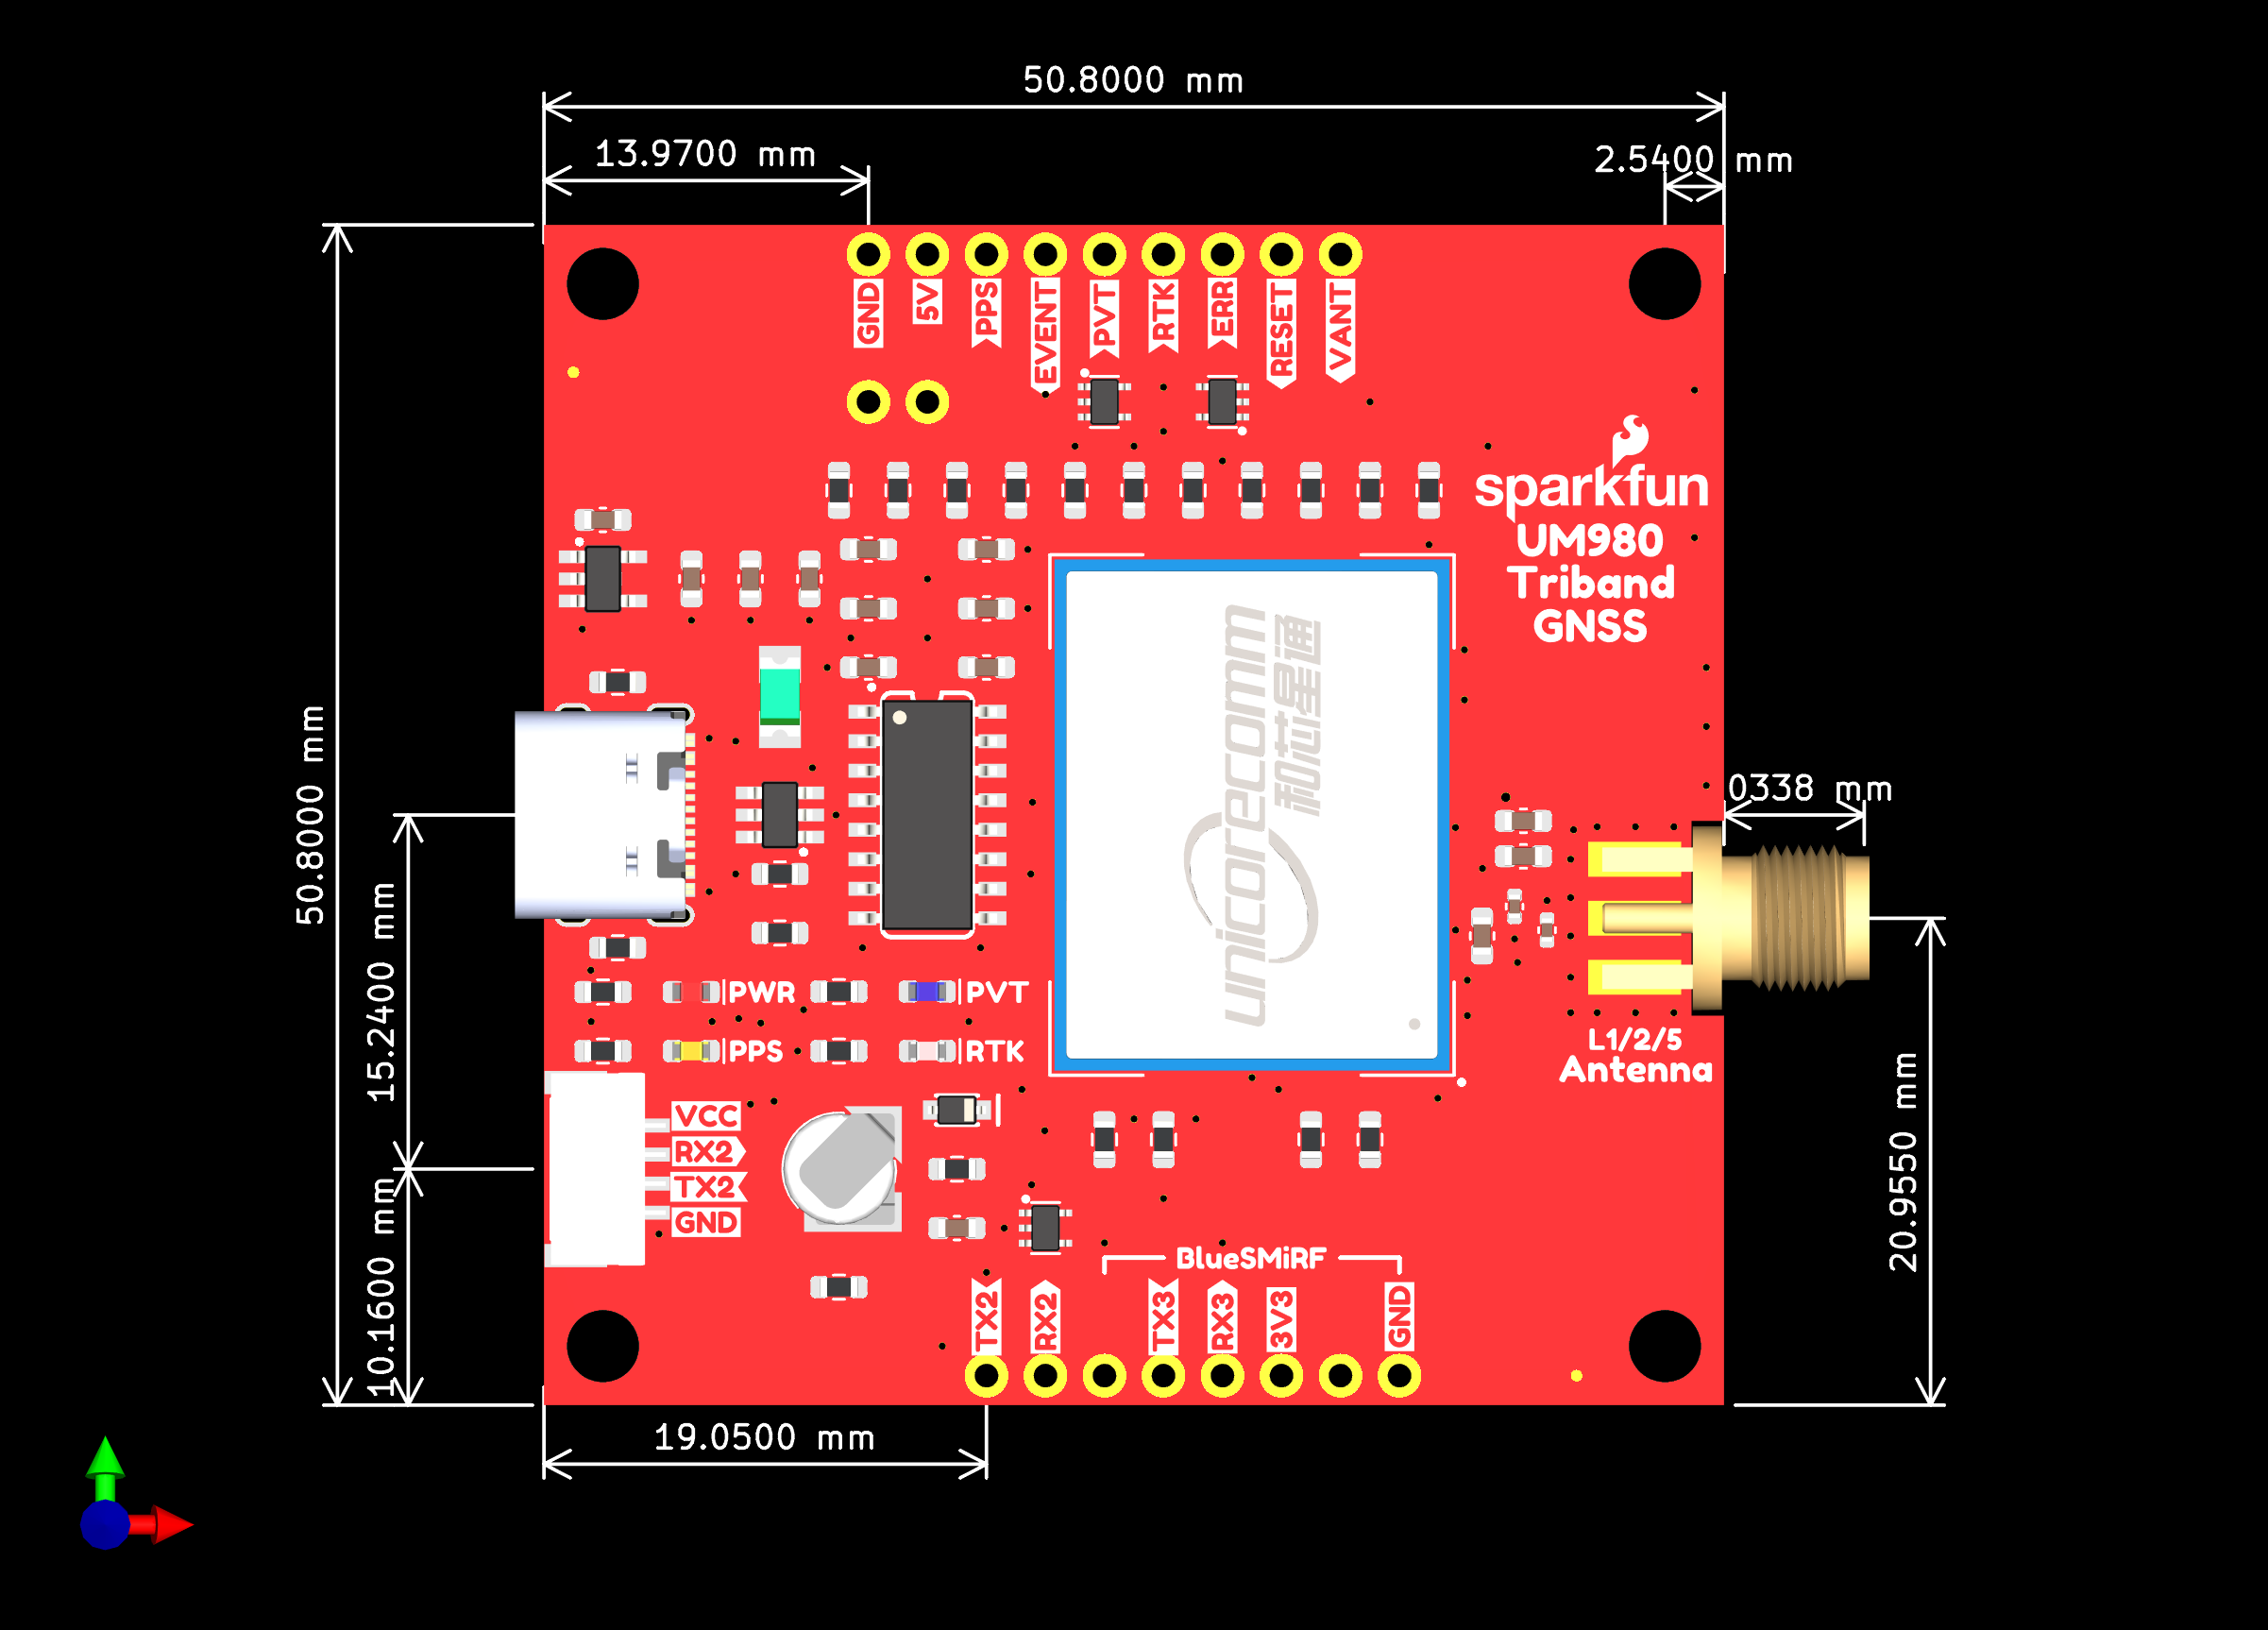 50.8000 mm
13.9700 mm
2.5400 mm
GND
5V
PPS
EVENT
PVT
RTK
ERR
RESET
VANT
sparkfun
UM980
Triband
GNSS
unicorecomm
和芯星通
50.8000 mm
0338 mm
15.2400 mm
PWR
PVT
PPS
RTK
L1/2/5
Antenna
VCC
RX2
TX2
GND
10.1600 mm
20.9550 mm
BlueSMiRF
TX2
RX2
TX3
RX3
3V3
GND
19.0500 mm